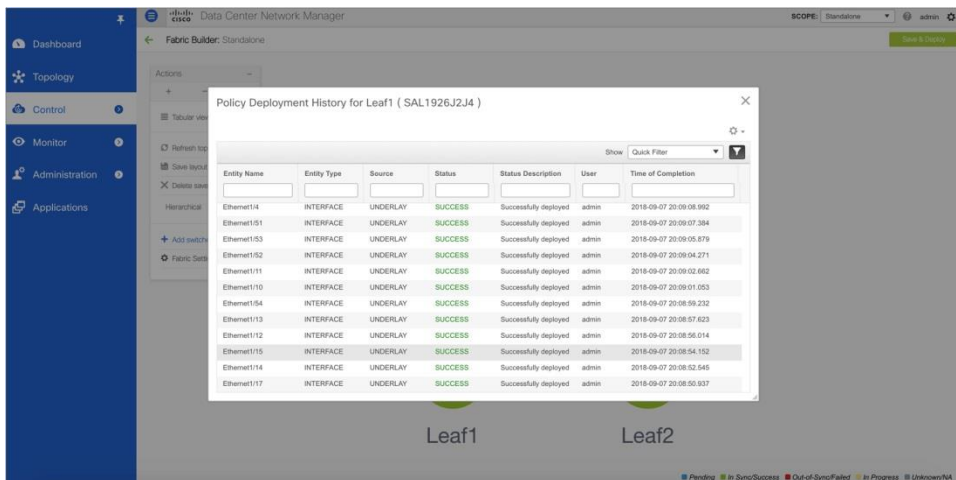 cisco Data Center Network Manager
SCOPE: Standalone
admin
Fabric Builder: Standalone
Save & Deploy
Dashboard
Topology
Control
Monitor
Administration
Applications
Actions
+ −
Tabular view
Refresh top
Save layout
Delete save
Hierarchical
+ Add switch
Fabric Setti
Policy Deployment History for Leaf1 ( SAL1926J2J4 )
Show Quick Filter
Entity Name Entity Type Source Status Status Description User Time of Completion
Ethernet1/4 INTERFACE UNDERLAY SUCCESS Successfully deployed admin 2018-09-07 20:09:08.992
Ethernet1/51 INTERFACE UNDERLAY SUCCESS Successfully deployed admin 2018-09-07 20:09:07.384
Ethernet1/53 INTERFACE UNDERLAY SUCCESS Successfully deployed admin 2018-09-07 20:09:05.879
Ethernet1/52 INTERFACE UNDERLAY SUCCESS Successfully deployed admin 2018-09-07 20:09:04.271
Ethernet1/11 INTERFACE UNDERLAY SUCCESS Successfully deployed admin 2018-09-07 20:09:02.662
Ethernet1/10 INTERFACE UNDERLAY SUCCESS Successfully deployed admin 2018-09-07 20:09:01.053
Ethernet1/54 INTERFACE UNDERLAY SUCCESS Successfully deployed admin 2018-09-07 20:08:59.232
Ethernet1/13 INTERFACE UNDERLAY SUCCESS Successfully deployed admin 2018-09-07 20:08:57.623
Ethernet1/12 INTERFACE UNDERLAY SUCCESS Successfully deployed admin 2018-09-07 20:08:56.014
Ethernet1/15 INTERFACE UNDERLAY SUCCESS Successfully deployed admin 2018-09-07 20:08:54.152
Ethernet1/14 INTERFACE UNDERLAY SUCCESS Successfully deployed admin 2018-09-07 20:08:52.545
Ethernet1/17 INTERFACE UNDERLAY SUCCESS Successfully deployed admin 2018-09-07 20:08:50.937
Leaf1 Leaf2
Pending In Sync/Success Out-of-Sync/Failed In Progress Unknown/NA